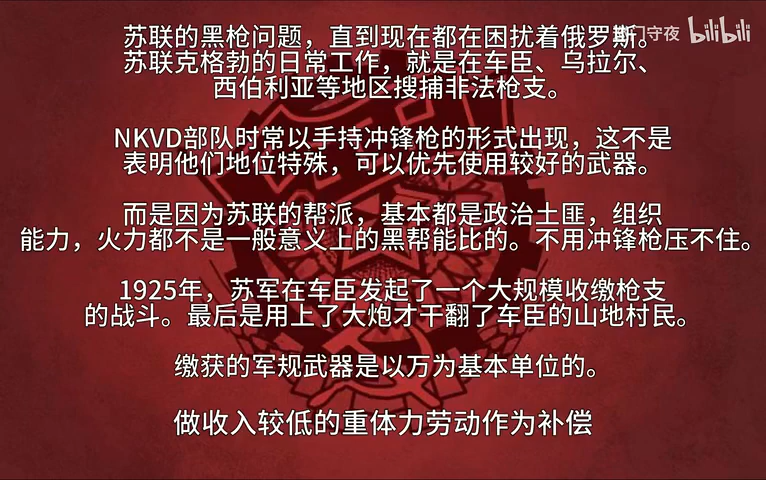 门守夜 bilibili
苏联的黑枪问题，直到现在都在困扰着俄罗斯。
苏联克格勃的日常工作，就是在车臣、乌拉尔、
西伯利亚等地区搜捕非法枪支。
NKVD部队时常以手持冲锋枪的形式出现，这不是
表明他们地位特殊，可以优先使用较好的武器。
而是因为苏联的帮派，基本都是政治土匪，组织
能力，火力都不是一般意义上的黑帮能比的。不用冲锋枪压不住。
1925年，苏军在车臣发起了一个大规模收缴枪支
的战斗。最后是用上了大炮才干翻了车臣的山地村民。
缴获的军规武器是以万为基本单位的。
做收入较低的重体力劳动作为补偿